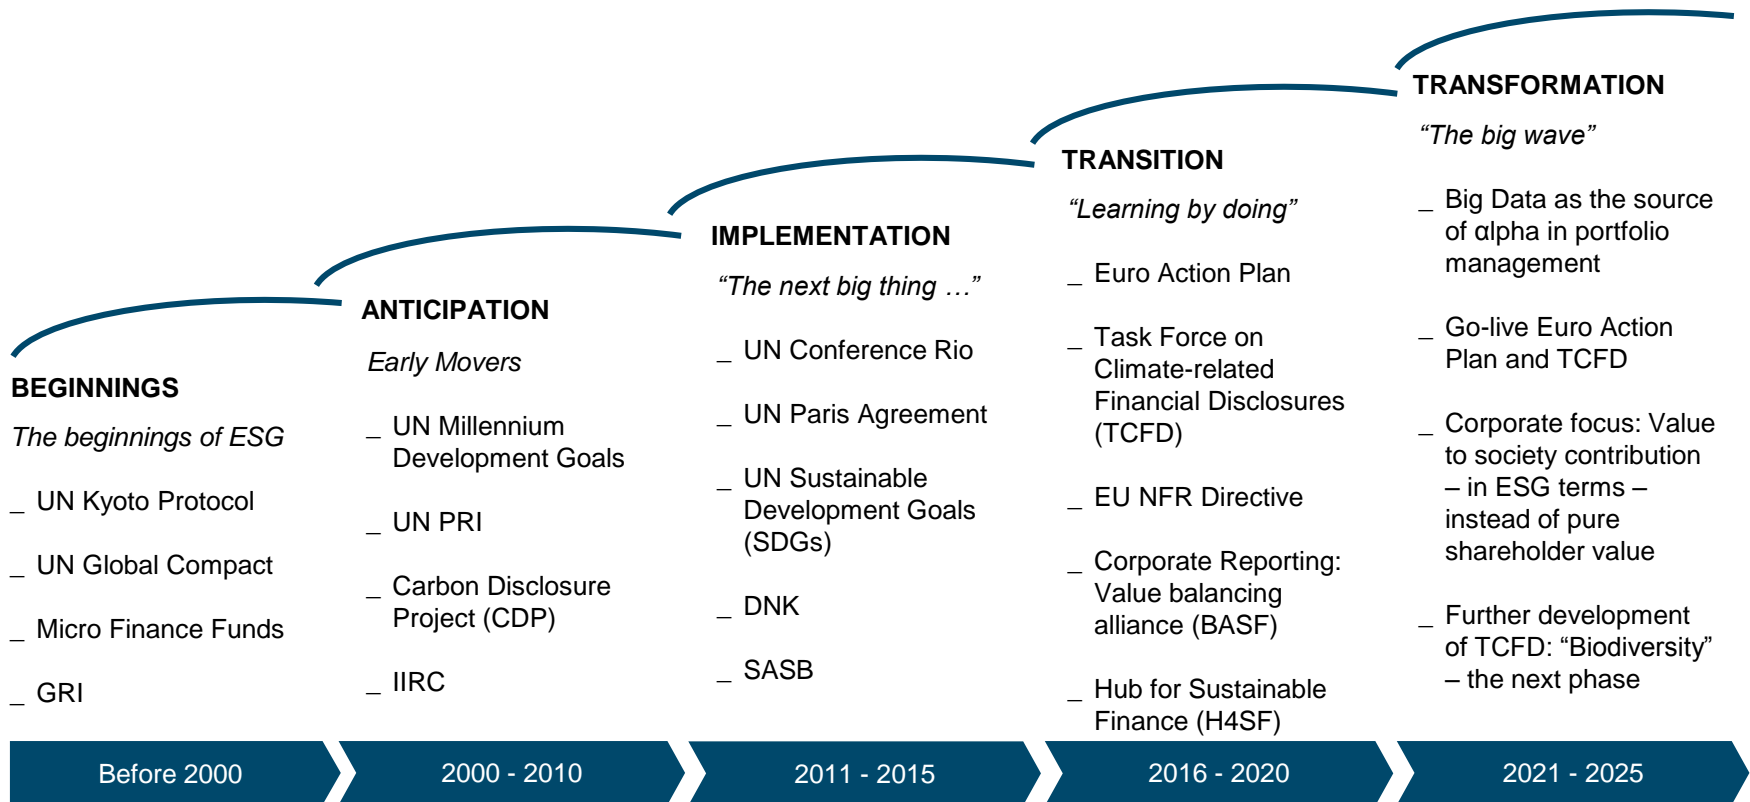 BEGINNINGS
The beginnings of ESG
_ UN Kyoto Protocol
_ UN Global Compact
_ Micro Finance Funds
_ GRI
Before 2000
ANTICIPATION
Early Movers
_ UN Millennium
Development Goals
_ UN PRI
_ Carbon Disclosure
Project (CDP)
_ IIRC
2000 - 2010
IMPLEMENTATION
“The next big thing …”
_ UN Conference Rio
_ UN Paris Agreement
_ UN Sustainable
Development Goals
(SDGs)
_ DNK
_ SASB
2011 - 2015
TRANSITION
“Learning by doing”
_ Euro Action Plan
_ Task Force on
Climate-related
Financial Disclosures
(TCFD)
_ EU NFR Directive
_ Corporate Reporting:
Value balancing
alliance (BASF)
_ Hub for Sustainable
Finance (H4SF)
2016 - 2020
TRANSFORMATION
“The big wave”
_ Big Data as the source
of αlpha in portfolio
management
_ Go-live Euro Action
Plan and TCFD
_ Corporate focus: Value
to society contribution
– in ESG terms –
instead of pure
shareholder value
_ Further development
of TCFD: “Biodiversity”
– the next phase
2021 - 2025